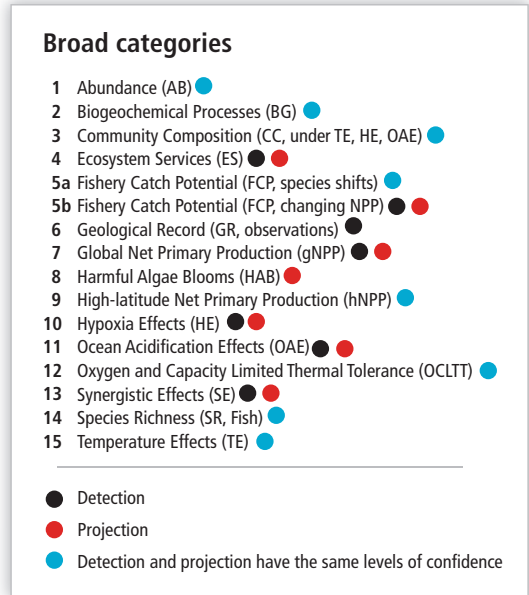 Broad categories
1 Abundance (AB)
2 Biogeochemical Processes (BG)
3 Community Composition (CC, under TE, HE, OAE)
4 Ecosystem Services (ES)
5a Fishery Catch Potential (FCP, species shifts)
5b Fishery Catch Potential (FCP, changing NPP)
6 Geological Record (GR, observations)
7 Global Net Primary Production (gNPP)
8 Harmful Algae Blooms (HAB)
9 High-latitude Net Primary Production (hNPP)
10 Hypoxia Effects (HE)
11 Ocean Acidification Effects (OAE)
12 Oxygen and Capacity Limited Thermal Tolerance (OCLTT)
13 Synergistic Effects (SE)
14 Species Richness (SR, Fish)
15 Temperature Effects (TE)
Detection
Projection
Detection and projection have the same levels of confidence